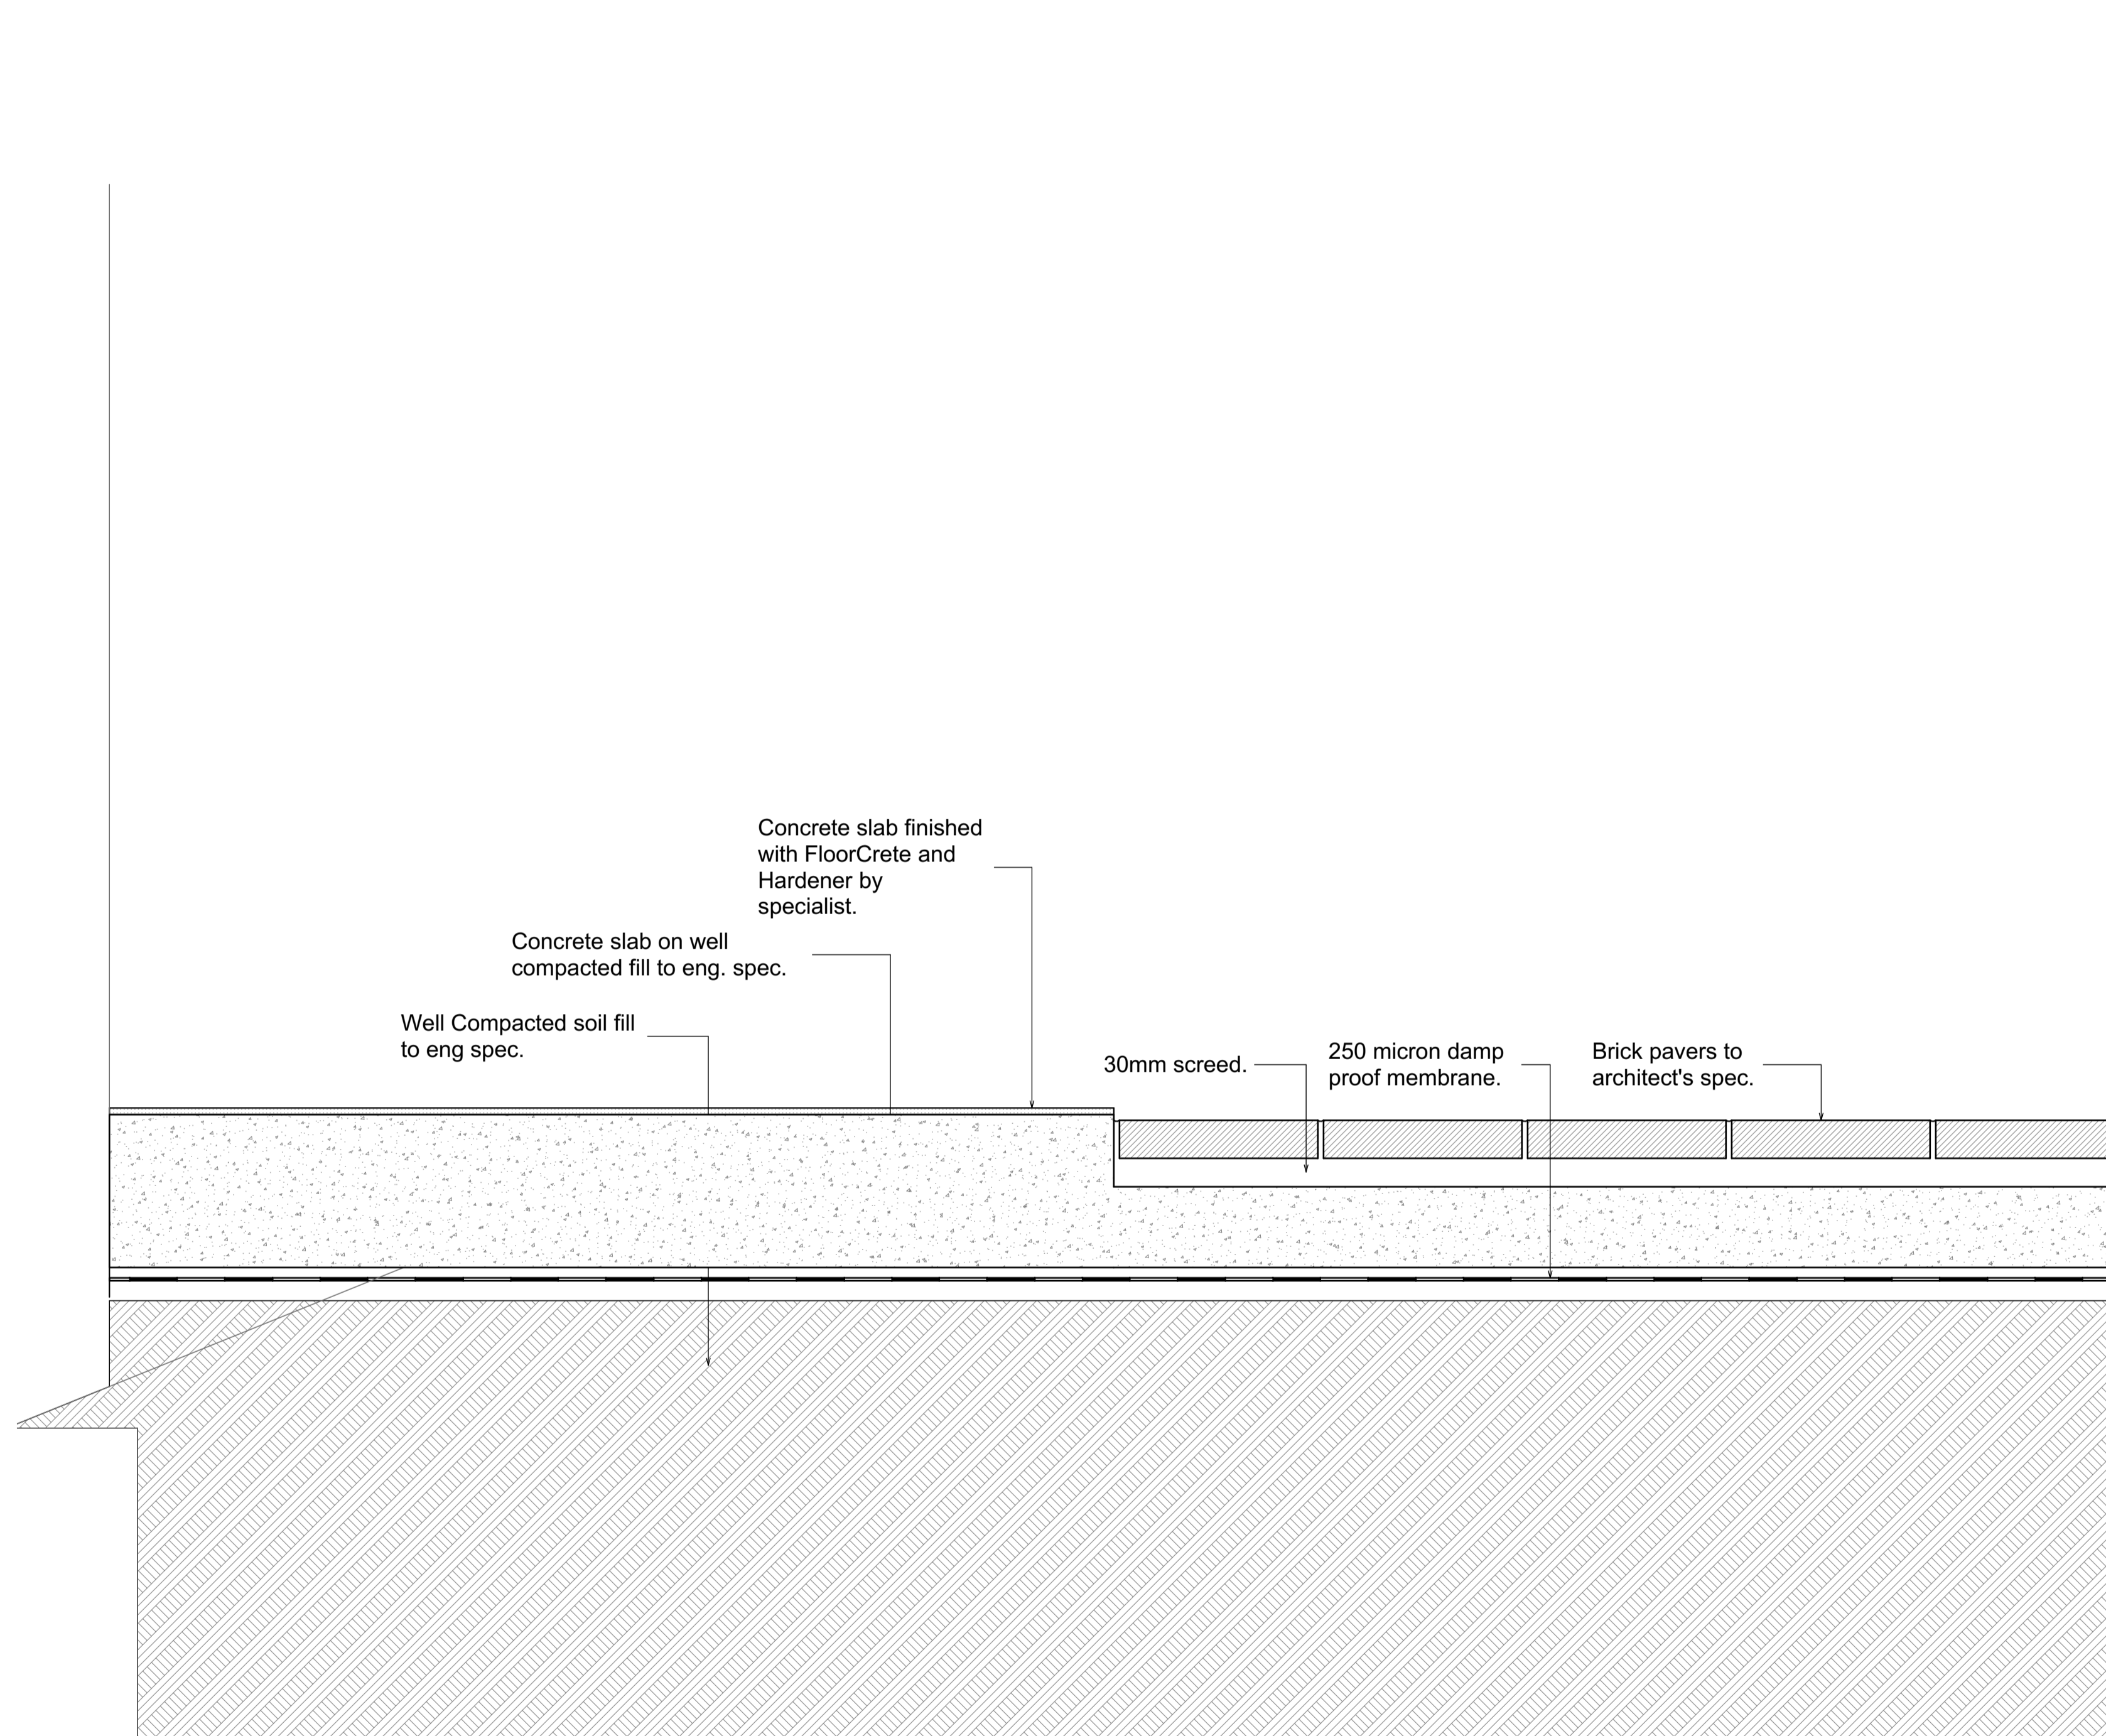 Concrete slab finished
with FloorCrete and
Hardener by
specialist.
Concrete slab on well
compacted fill to eng. spec.
Well Compacted soil fill
to eng spec.
30mm screed.
250 micron damp
proof membrane.
Brick pavers to
architect's spec.